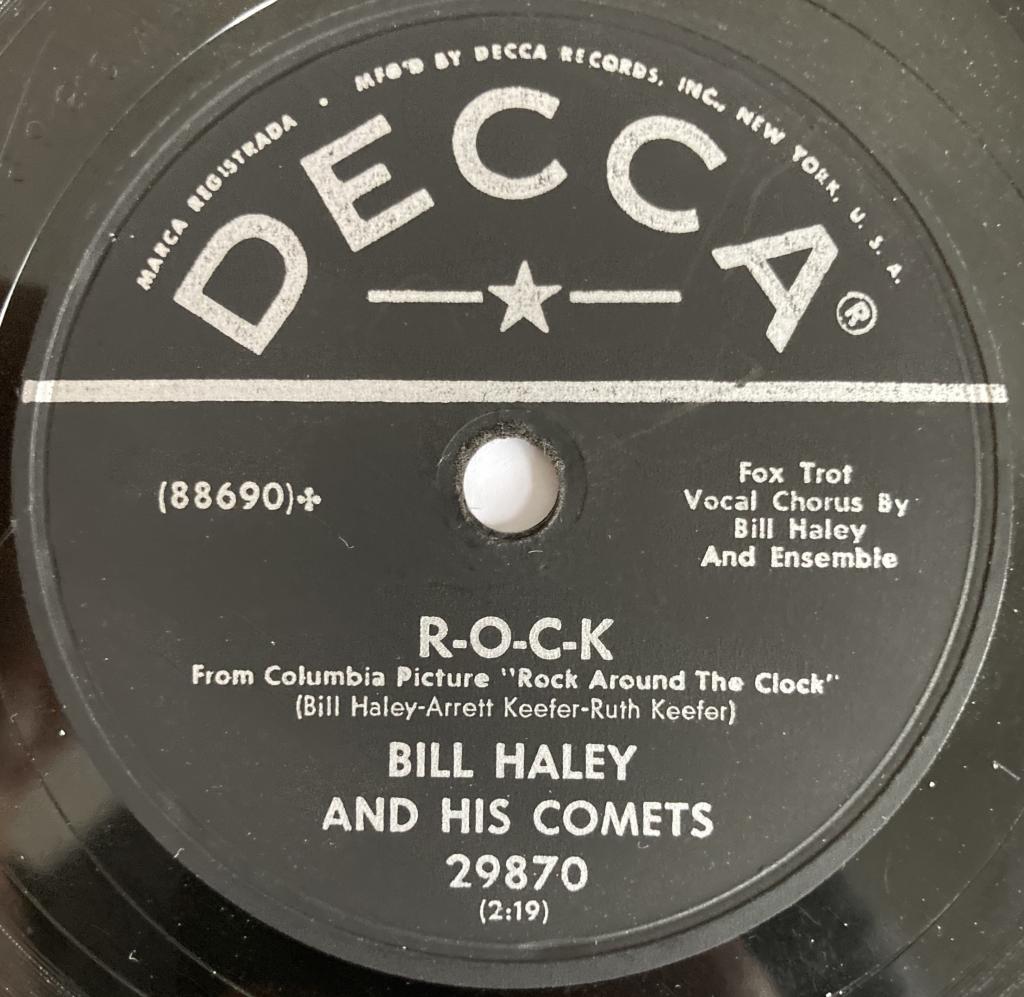 MARCA REGISTRADA • MFG'D BY DECCA RECORDS, INC., NEW YORK, U. S. A.
DECCA ®
(88690)✤
Fox Trot
Vocal Chorus By
Bill Haley
And Ensemble
R-O-C-K
From Columbia Picture "Rock Around The Clock"
(Bill Haley-Arrett Keefer-Ruth Keefer)
BILL HALEY
AND HIS COMETS
29870
(2:19)